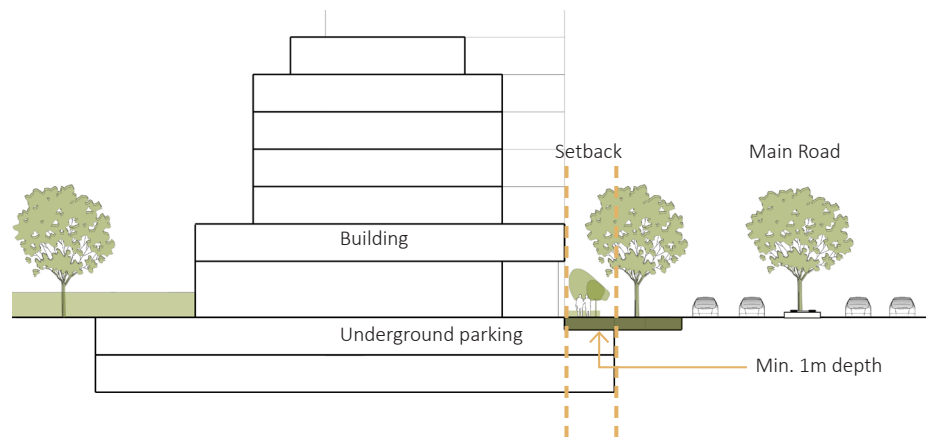 Setback
Main Road
Building
Underground parking
Min. 1m depth